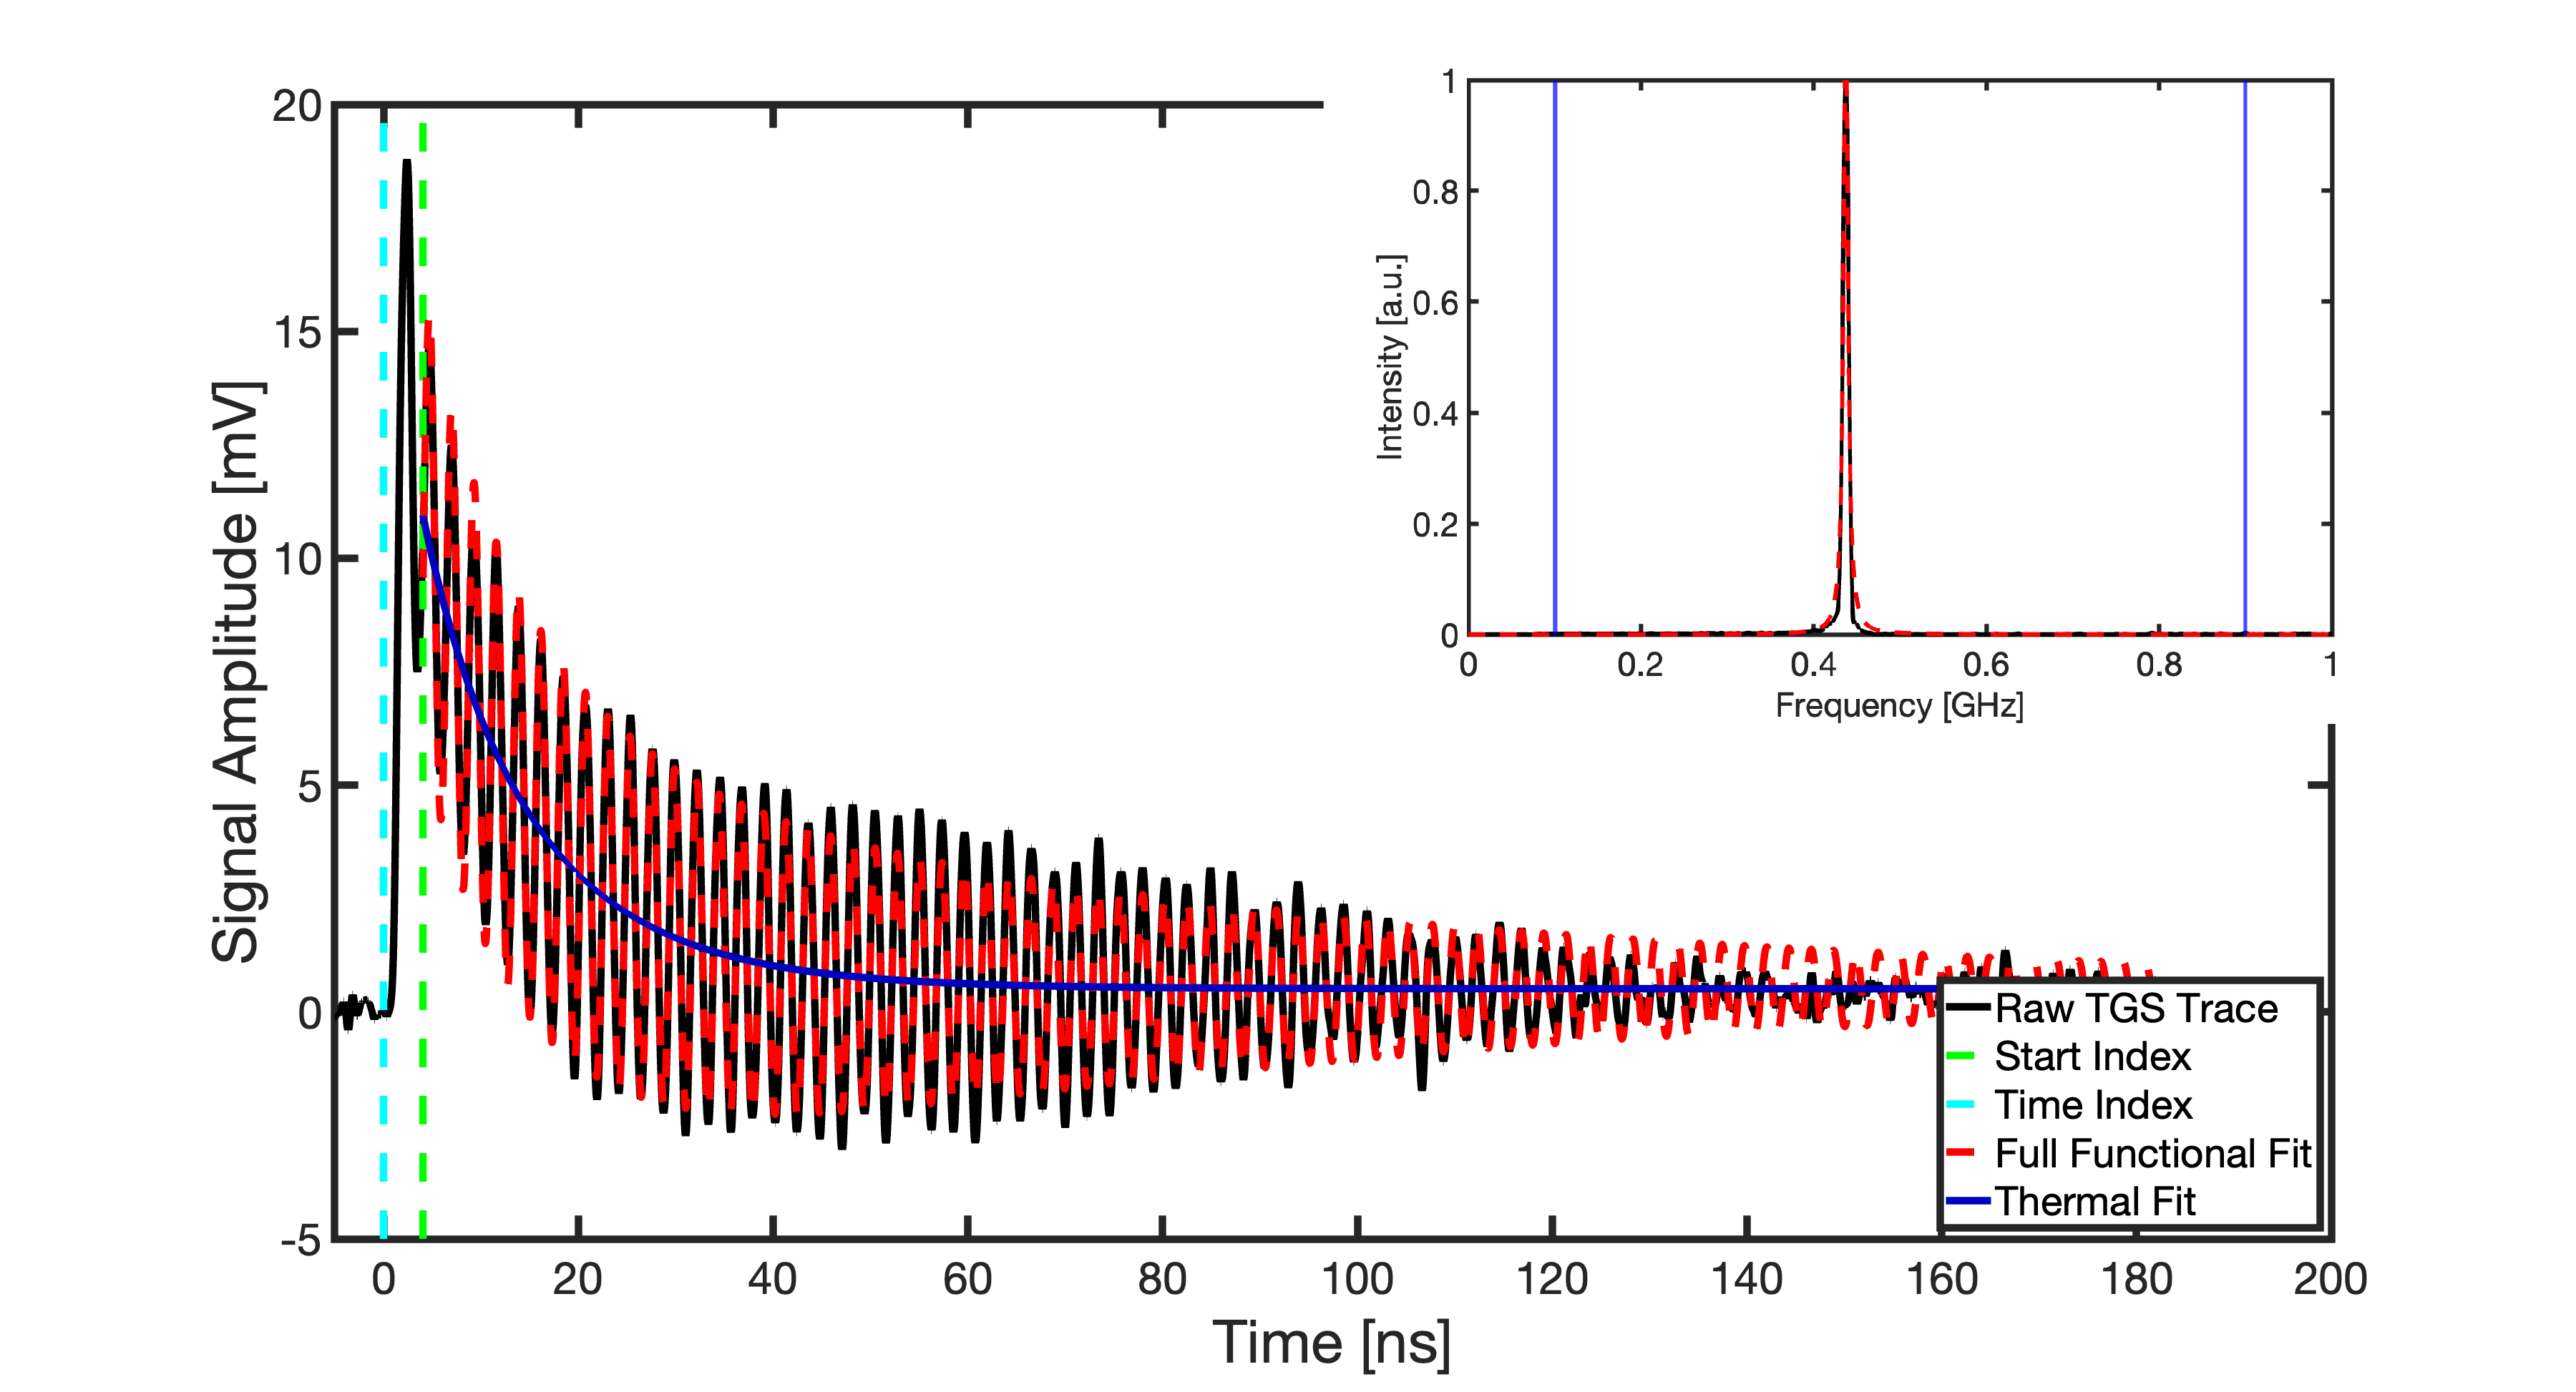 Signal Amplitude [mV]
20
15
10
5
0
-5
0 20 40 60 80 100 120 140 160 180 200
Time [ns]
Intensity [a.u.]
1
0.8
0.6
0.4
0.2
0
0 0.2 0.4 0.6 0.8 1
Frequency [GHz]
Raw TGS Trace
Start Index
Time Index
Full Functional Fit
Thermal Fit